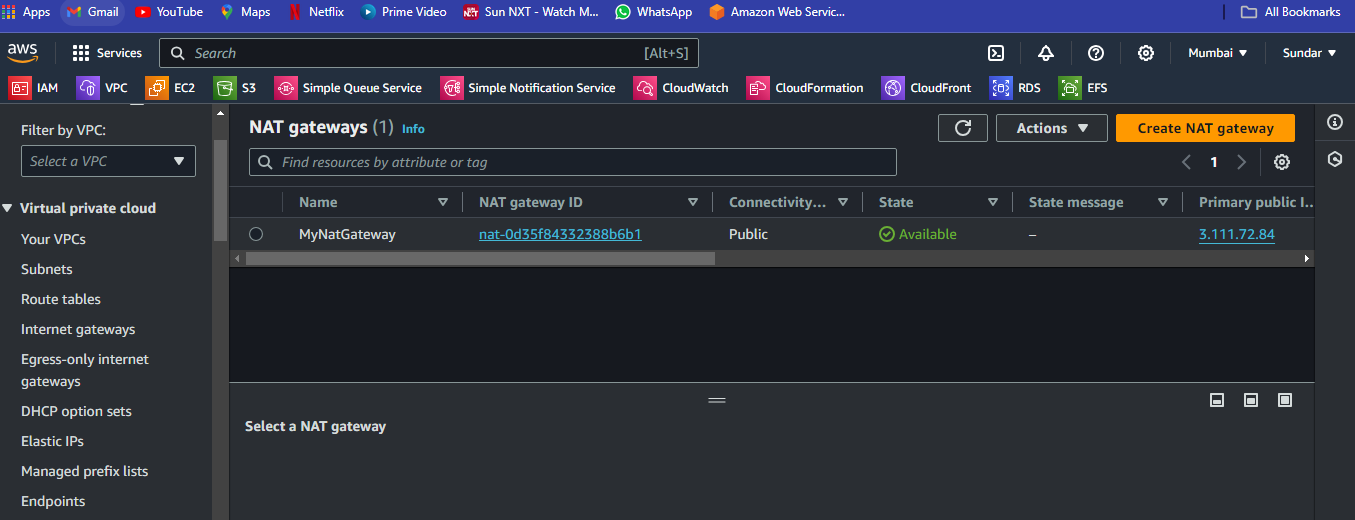 Apps Gmail YouTube Maps Netflix Prime Video Sun NXT - Watch M... WhatsApp Amazon Web Servic... All Bookmarks
aws Services Search [Alt+S] Mumbai Sundar
IAM VPC EC2 S3 Simple Queue Service Simple Notification Service CloudWatch CloudFormation CloudFront RDS EFS
Filter by VPC:
Select a VPC
Virtual private cloud
Your VPCs
Subnets
Route tables
Internet gateways
Egress-only internet
gateways
DHCP option sets
Elastic IPs
Managed prefix lists
Endpoints
NAT gateways (1) Info
Actions Create NAT gateway
Find resources by attribute or tag
1
Name NAT gateway ID Connectivity... State State message Primary public I...
MyNatGateway nat-0d35f84332388b6b1 Public Available – 3.111.72.84
Select a NAT gateway